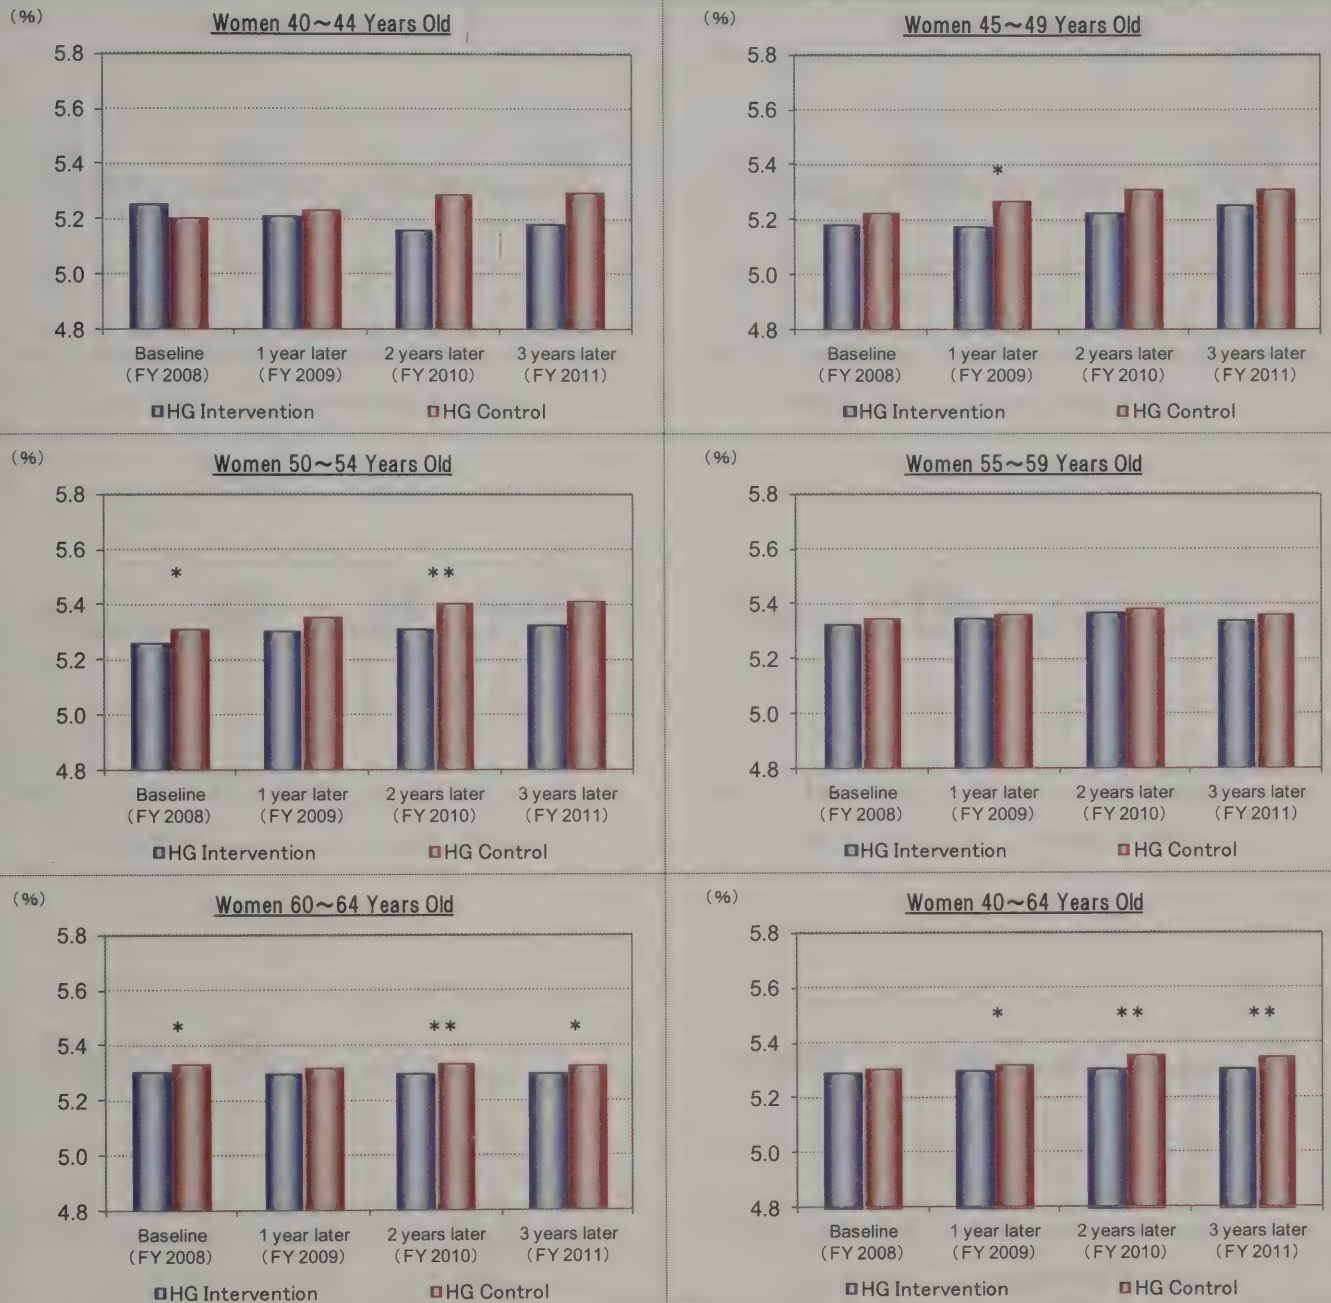 (%)
Women 40～44 Years Old
5.8
5.6
5.4
5.2
5.0
4.8
Baseline 1 year later 2 years later 3 years later
(FY 2008) (FY 2009) (FY 2010) (FY 2011)
HG Intervention HG Control
(%)
Women 45～49 Years Old
5.8
5.6
5.4
*
5.2
5.0
4.8
Baseline 1 year later 2 years later 3 years later
(FY 2008) (FY 2009) (FY 2010) (FY 2011)
HG Intervention HG Control
(%)
Women 50～54 Years Old
5.8
5.6
* **
5.4
5.2
5.0
4.8
Baseline 1 year later 2 years later 3 years later
(FY 2008) (FY 2009) (FY 2010) (FY 2011)
HG Intervention HG Control
(%)
Women 55～59 Years Old
5.8
5.6
5.4
5.2
5.0
4.8
Baseline 1 year later 2 years later 3 years later
(FY 2008) (FY 2009) (FY 2010) (FY 2011)
HG Intervention HG Control
(%)
Women 60～64 Years Old
5.8
5.6
* ** *
5.4
5.2
5.0
4.8
Baseline 1 year later 2 years later 3 years later
(FY 2008) (FY 2009) (FY 2010) (FY 2011)
HG Intervention HG Control
(%)
Women 40～64 Years Old
5.8
5.6
* ** **
5.4
5.2
5.0
4.8
Baseline 1 year later 2 years later 3 years later
(FY 2008) (FY 2009) (FY 2010) (FY 2011)
HG Intervention HG Control